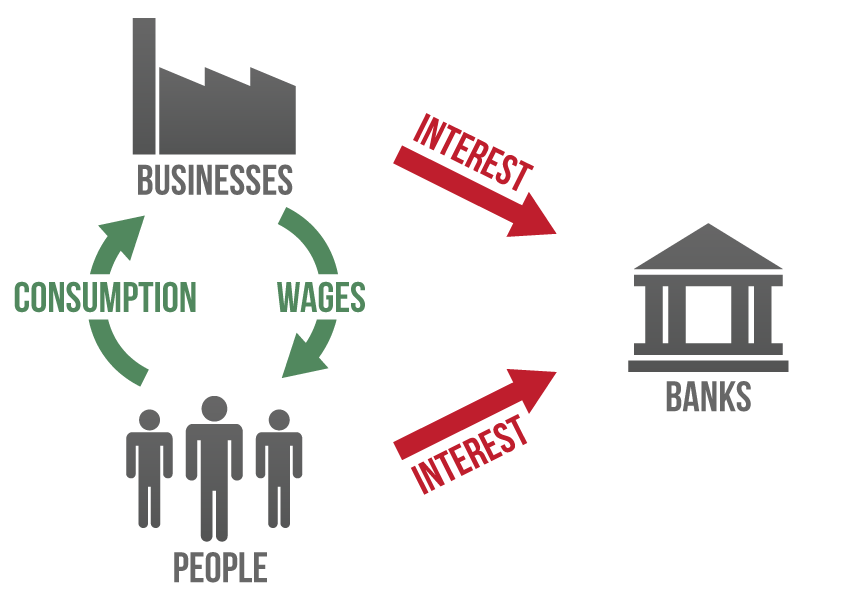 INTEREST
BUSINESSES
CONSUMPTION
WAGES
BANKS
INTEREST
PEOPLE